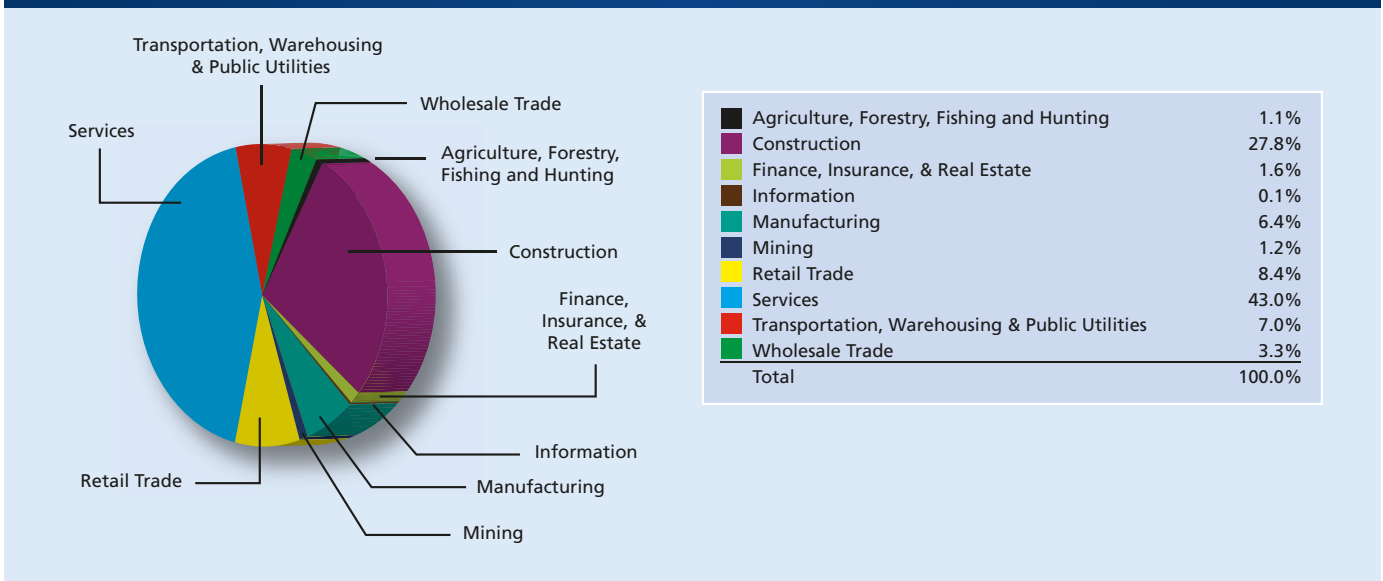 Transportation, Warehousing
& Public Utilities
Wholesale Trade
Services
Agriculture, Forestry,
Fishing and Hunting
Construction
Finance,
Insurance, &
Real Estate
Information
Retail Trade
Manufacturing
Mining
Agriculture, Forestry, Fishing and Hunting 1.1%
Construction 27.8%
Finance, Insurance, & Real Estate 1.6%
Information 0.1%
Manufacturing 6.4%
Mining 1.2%
Retail Trade 8.4%
Services 43.0%
Transportation, Warehousing & Public Utilities 7.0%
Wholesale Trade 3.3%
Total 100.0%